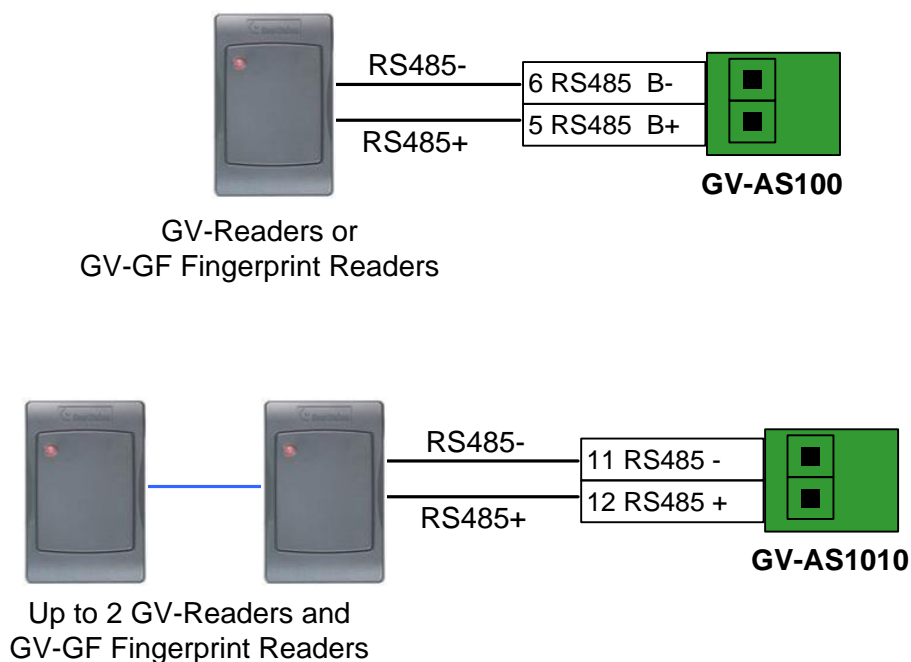 RS485-
6 RS485 B-
RS485+
5 RS485 B+
GV-AS100
GV-Readers or
GV-GF Fingerprint Readers
RS485-
11 RS485 -
RS485+
12 RS485 +
GV-AS1010
Up to 2 GV-Readers and
GV-GF Fingerprint Readers